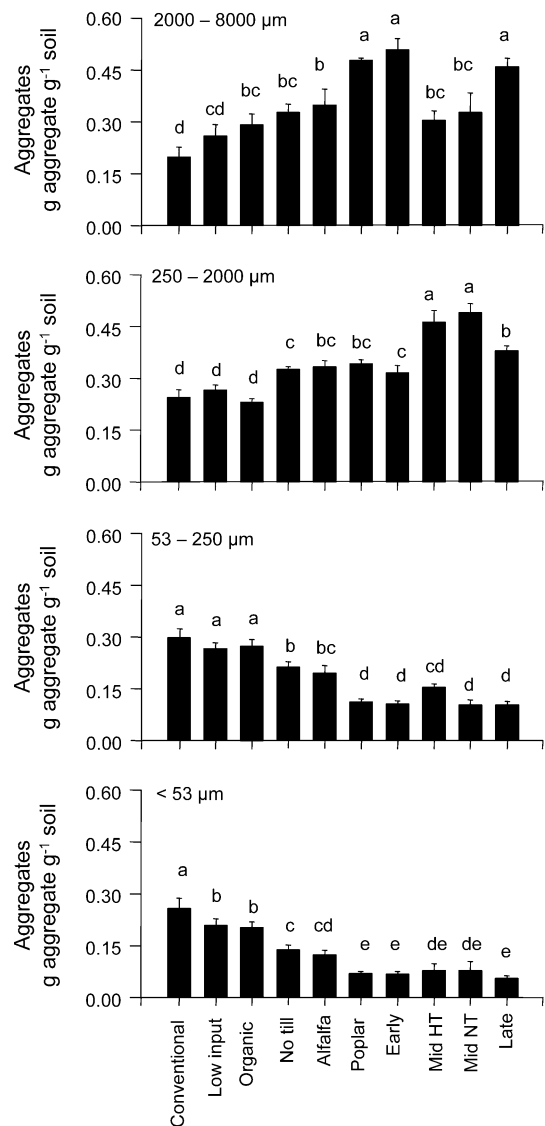 2000 – 8000 µm
Aggregates
g aggregate g⁻¹ soil
0.60
0.45
0.30
0.15
0.00
d cd bc bc b a a bc bc a
250 – 2000 µm
Aggregates
g aggregate g⁻¹ soil
0.60
0.45
0.30
0.15
0.00
d d d c bc bc c a a b
53 – 250 µm
Aggregates
g aggregate g⁻¹ soil
0.60
0.45
0.30
0.15
0.00
a a a b bc d d cd d d
< 53 µm
Aggregates
g aggregate g⁻¹ soil
0.60
0.45
0.30
0.15
0.00
a b b c cd e e de de e
Conventional
Low input
Organic
No till
Alfalfa
Poplar
Early
Mid HT
Mid NT
Late